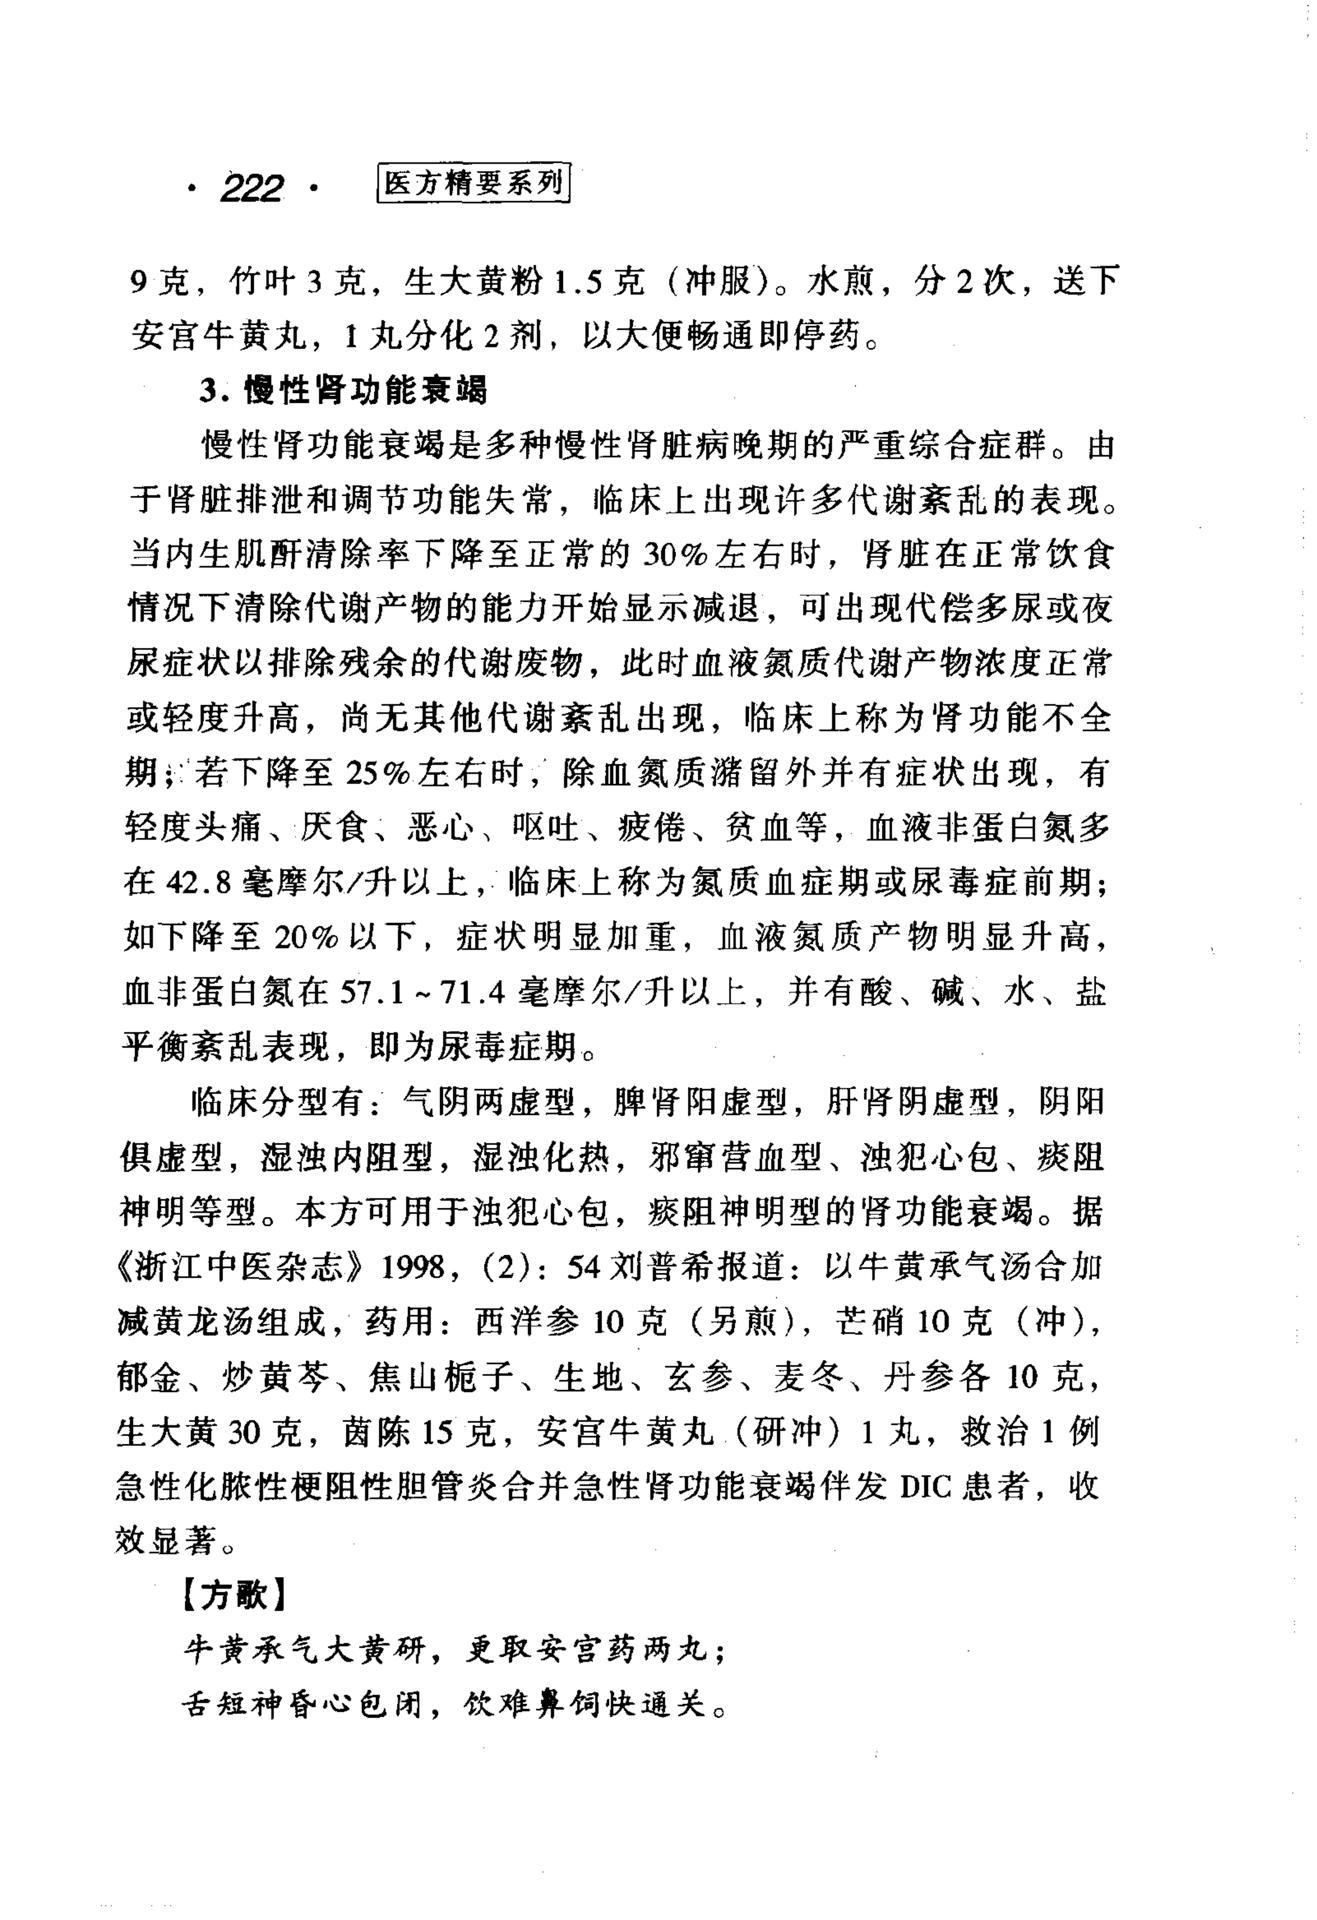 · 222 · 医方精要系列
9克，竹叶3克，生大黄粉1.5克（冲服）。水煎，分2次，送下
安宫牛黄丸，1丸分化2剂，以大便畅通即停药。
3. 慢性肾功能衰竭
慢性肾功能衰竭是多种慢性肾脏病晚期的严重综合症群。由
于肾脏排泄和调节功能失常，临床上出现许多代谢紊乱的表现。
当内生肌酐清除率下降至正常的30%左右时，肾脏在正常饮食
情况下清除代谢产物的能力开始显示减退，可出现代偿多尿或夜
尿症状以排除残余的代谢废物，此时血液氮质代谢产物浓度正常
或轻度升高，尚无其他代谢紊乱出现，临床上称为肾功能不全
期；若下降至25%左右时，除血氮质潴留外并有症状出现，有
轻度头痛、厌食、恶心、呕吐、疲倦、贫血等，血液非蛋白氮多
在42.8毫摩尔/升以上，临床上称为氮质血症期或尿毒症前期；
如下降至20%以下，症状明显加重，血液氮质产物明显升高，
血非蛋白氮在57.1~71.4毫摩尔/升以上，并有酸、碱、水、盐
平衡紊乱表现，即为尿毒症期。
临床分型有：气阴两虚型，脾肾阳虚型，肝肾阴虚型，阴阳
俱虚型，湿浊内阻型，湿浊化热，邪窜营血型、浊犯心包、痰阻
神明等型。本方可用于浊犯心包，痰阻神明型的肾功能衰竭。据
《浙江中医杂志》1998，(2)：54刘普希报道：以牛黄承气汤合加
减黄龙汤组成，药用：西洋参10克（另煎），芒硝10克（冲），
郁金、炒黄芩、焦山栀子、生地、玄参、麦冬、丹参各10克，
生大黄30克，茵陈15克，安宫牛黄丸（研冲）1丸，救治1例
急性化脓性梗阻性胆管炎合并急性肾功能衰竭伴发DIC患者，收
效显著。
【方歌】
牛黄承气大黄研，更取安宫药两丸；
舌短神昏心包闭，饮难鼻饲快通关。